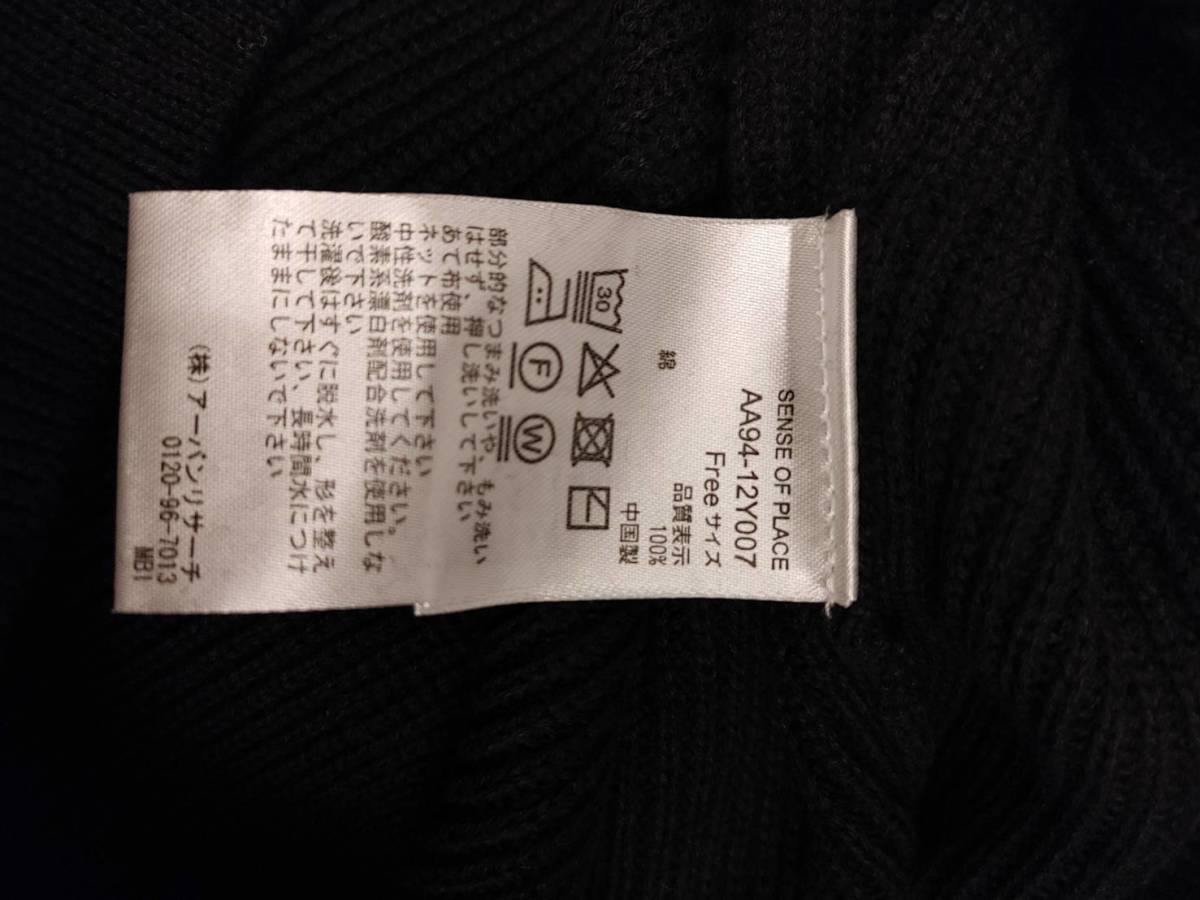 SENSE OF PLACE
AA94-12Y007
Free サイズ
品質表示
綿 100%
中国製
30
F W
部分的なつまみ洗いや、もみ洗い
はせず、押し洗いして下さい
あて布使用
ネットを使用して下さい
中性洗剤を使用してください。
酸素系漂白剤配合洗剤を使用しな
いで下さい
洗濯後はすぐに脱水し、形を整え
て干して下さい、長時間水につけ
たままにしないで下さい
(株)アーバンリサーチ
0120-96-7013
MB1